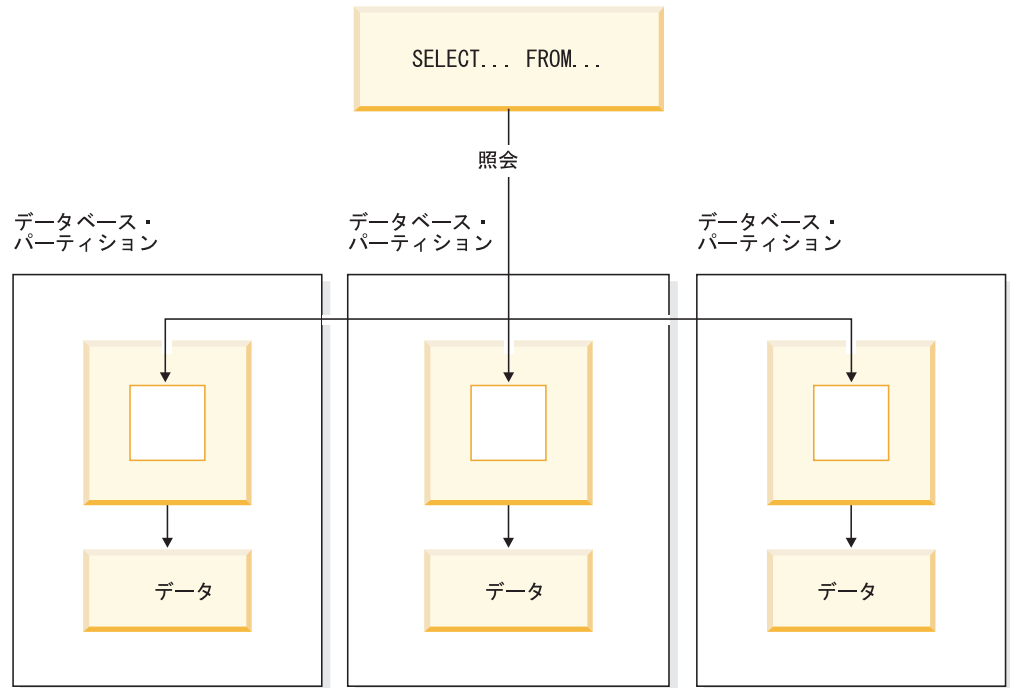 SELECT... FROM...
照会
データベース・
パーティション
データベース・
パーティション
データベース・
パーティション
データ
データ
データ